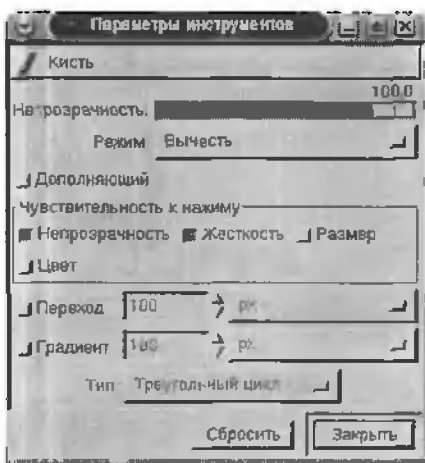 Параметры инструментов
Кисть
100.0
Непрозрачность:
Режим Вычесть
Дополняющий
Чувствительность к нажиму
Непрозрачность Жесткость Размер
Цвет
Переход 100 px
Градиент 100 px
Тип Треугольный цикл
Сбросить Закрыть